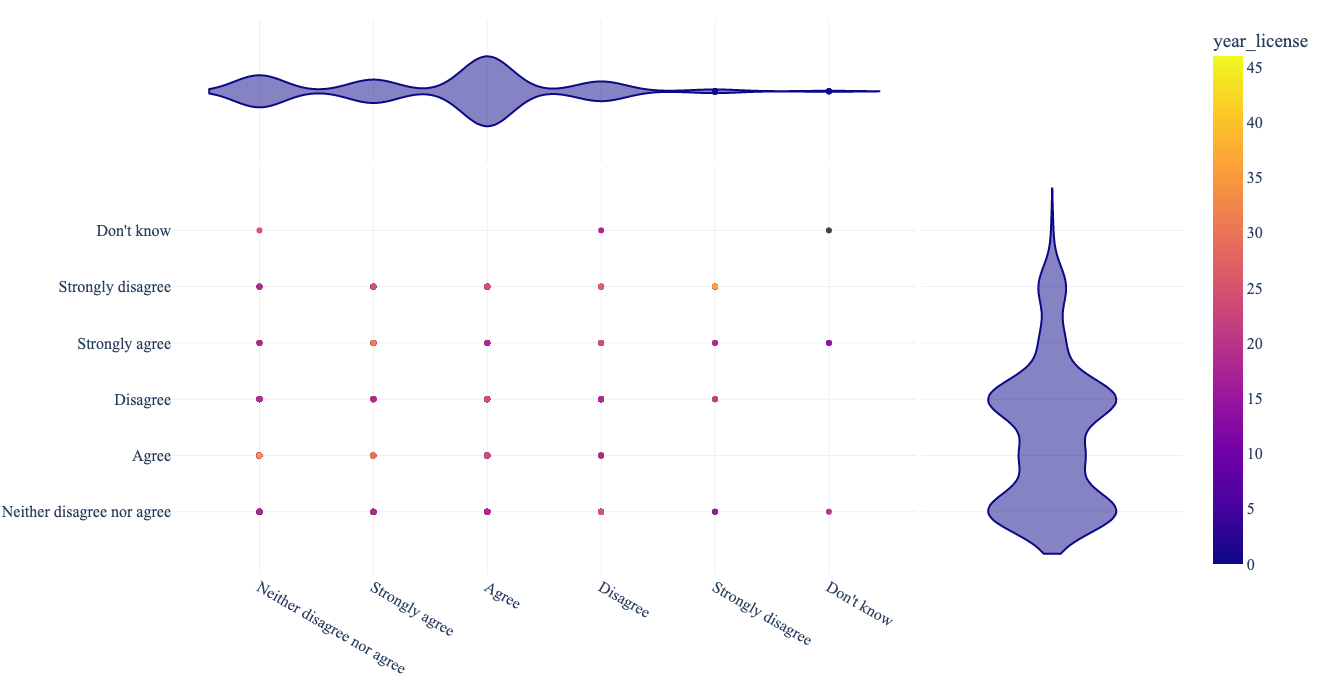 year_license
45
40
35
30
25
20
15
10
5
0
Don't know
Strongly disagree
Strongly agree
Disagree
Agree
Neither disagree nor agree
Neither disagree nor agree
Strongly agree
Agree
Disagree
Strongly disagree
Don't know